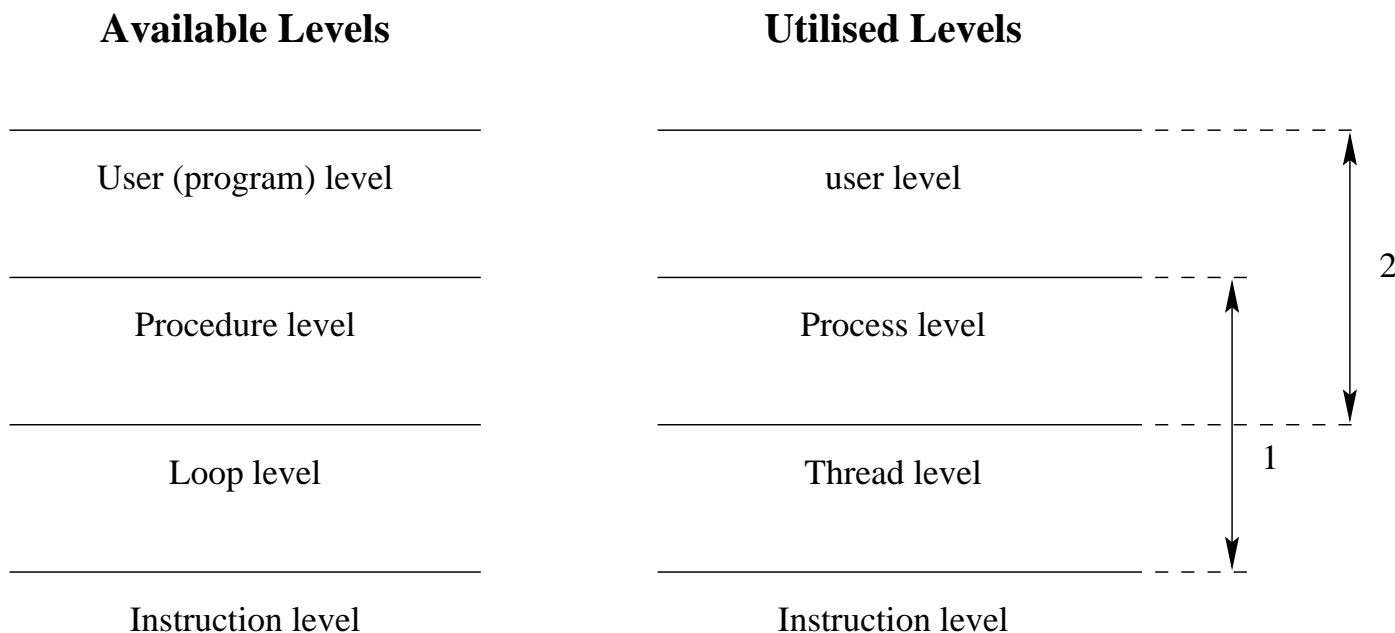 Available Levels
Utilised Levels
User (program) level
user level
2
Procedure level
Process level
Loop level
Thread level
1
Instruction level
Instruction level